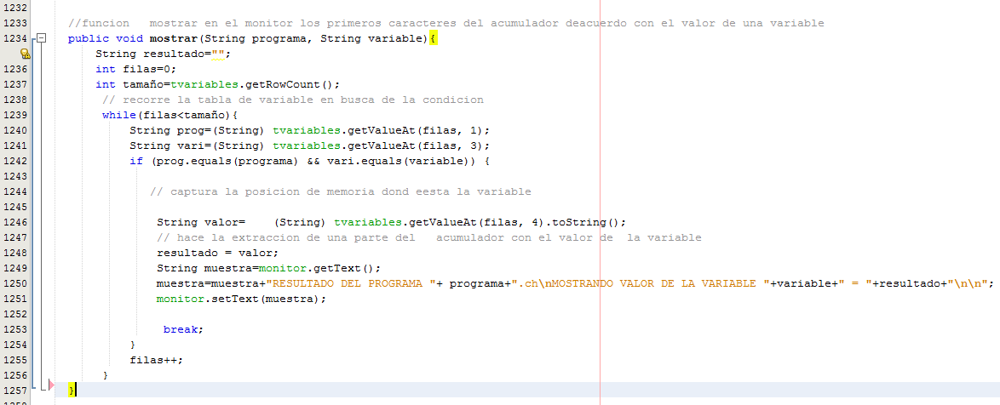 1232
1233 //funcion   mostrar en el monitor los primeros caracteres del acumulador deacuerdo con el valor de una variable
1234 public void mostrar(String programa, String variable){
String resultado="";
1236 int filas=0;
1237 int tamaño=tvariables.getRowCount();
1238 // recorre la tabla de variable en busca de la condicion
1239 while(filas<tamaño){
1240 String prog=(String) tvariables.getValueAt(filas, 1);
1241 String vari=(String) tvariables.getValueAt(filas, 3);
1242 if (prog.equals(programa) && vari.equals(variable)) {
1243
1244 // captura la posicion de memoria dond eesta la variable
1245
1246 String valor=    (String) tvariables.getValueAt(filas, 4).toString();
1247 // hace la extraccion de una parte del   acumulador con el valor de  la variable
1248 resultado = valor;
1249 String muestra=monitor.getText();
1250 muestra=muestra+"RESULTADO DEL PROGRAMA "+ programa+".ch\nMOSTRANDO VALOR DE LA VARIABLE "+variable+" = "+resultado+"\n\n";
1251 monitor.setText(muestra);
1252
1253 break;
1254 }
1255 filas++;
1256 }
1257 }